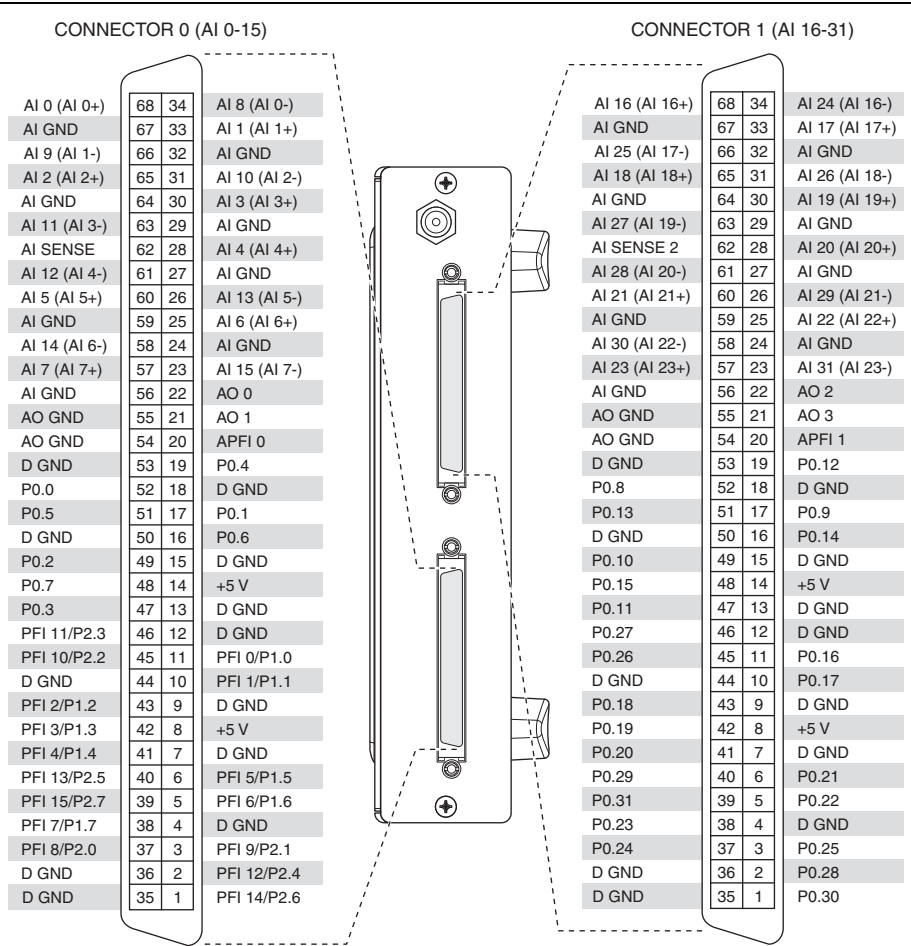 CONNECTOR 0 (AI 0-15)
AI 0 (AI 0+) 68 34 AI 8 (AI 0-)
AI GND 67 33 AI 1 (AI 1+)
AI 9 (AI 1-) 66 32 AI GND
AI 2 (AI 2+) 65 31 AI 10 (AI 2-)
AI GND 64 30 AI 3 (AI 3+)
AI 11 (AI 3-) 63 29 AI GND
AI SENSE 62 28 AI 4 (AI 4+)
AI 12 (AI 4-) 61 27 AI GND
AI 5 (AI 5+) 60 26 AI 13 (AI 5-)
AI GND 59 25 AI 6 (AI 6+)
AI 14 (AI 6-) 58 24 AI GND
AI 7 (AI 7+) 57 23 AI 15 (AI 7-)
AI GND 56 22 AO 0
AO GND 55 21 AO 1
AO GND 54 20 APFI 0
D GND 53 19 P0.4
P0.0 52 18 D GND
P0.5 51 17 P0.1
D GND 50 16 P0.6
P0.2 49 15 D GND
P0.7 48 14 +5 V
P0.3 47 13 D GND
PFI 11/P2.3 46 12 D GND
PFI 10/P2.2 45 11 PFI 0/P1.0
D GND 44 10 PFI 1/P1.1
PFI 2/P1.2 43 9 D GND
PFI 3/P1.3 42 8 +5 V
PFI 4/P1.4 41 7 D GND
PFI 13/P2.5 40 6 PFI 5/P1.5
PFI 15/P2.7 39 5 PFI 6/P1.6
PFI 7/P1.7 38 4 D GND
PFI 8/P2.0 37 3 PFI 9/P2.1
D GND 36 2 PFI 12/P2.4
D GND 35 1 PFI 14/P2.6
CONNECTOR 1 (AI 16-31)
AI 16 (AI 16+) 68 34 AI 24 (AI 16-)
AI GND 67 33 AI 17 (AI 17+)
AI 25 (AI 17-) 66 32 AI GND
AI 18 (AI 18+) 65 31 AI 26 (AI 18-)
AI GND 64 30 AI 19 (AI 19+)
AI 27 (AI 19-) 63 29 AI GND
AI SENSE 2 62 28 AI 20 (AI 20+)
AI 28 (AI 20-) 61 27 AI GND
AI 21 (AI 21+) 60 26 AI 29 (AI 21-)
AI GND 59 25 AI 22 (AI 22+)
AI 30 (AI 22-) 58 24 AI GND
AI 23 (AI 23+) 57 23 AI 31 (AI 23-)
AI GND 56 22 AO 2
AO GND 55 21 AO 3
AO GND 54 20 APFI 1
D GND 53 19 P0.12
P0.8 52 18 D GND
P0.13 51 17 P0.9
D GND 50 16 P0.14
P0.10 49 15 D GND
P0.15 48 14 +5 V
P0.11 47 13 D GND
P0.27 46 12 D GND
P0.26 45 11 P0.16
D GND 44 10 P0.17
P0.18 43 9 D GND
P0.19 42 8 +5 V
P0.20 41 7 D GND
P0.29 40 6 P0.21
P0.31 39 5 P0.22
P0.23 38 4 D GND
P0.24 37 3 P0.25
D GND 36 2 P0.28
D GND 35 1 P0.30